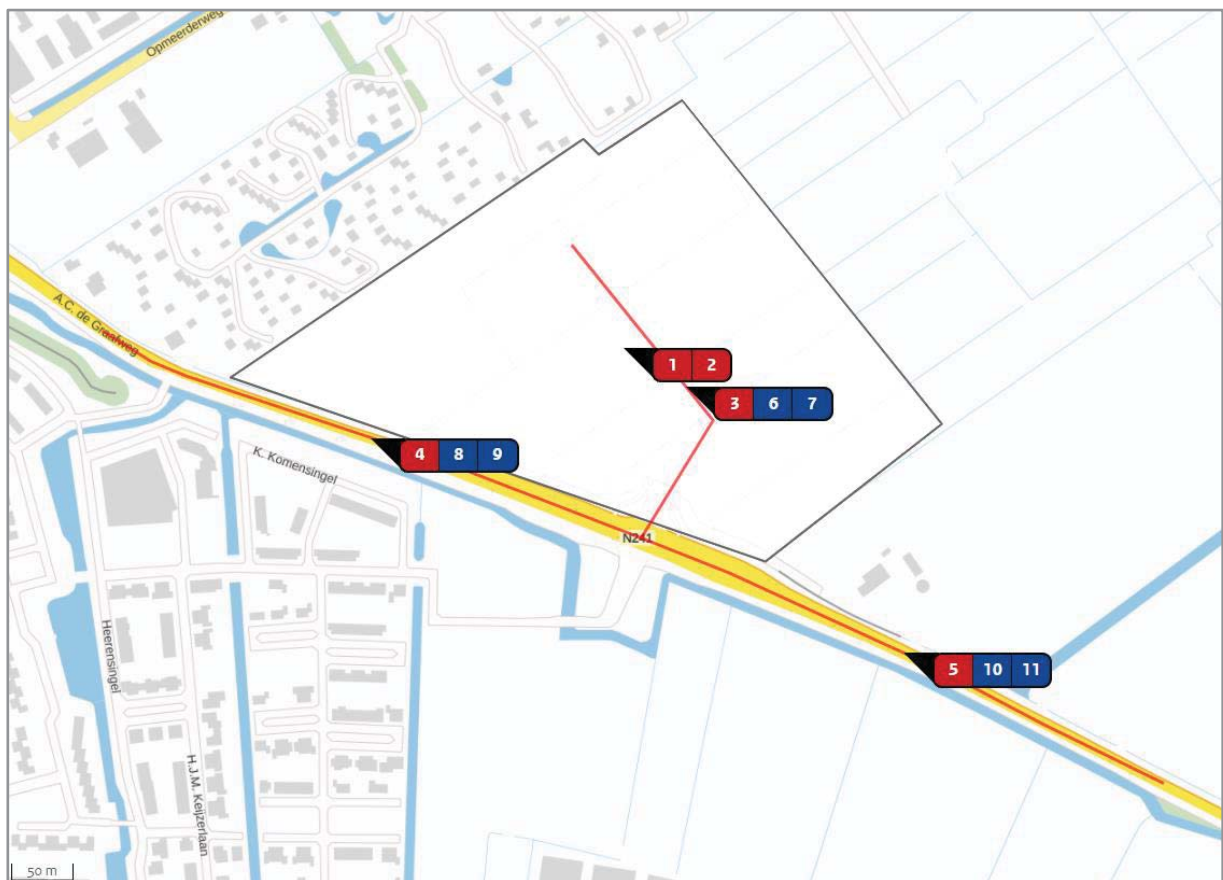 Opmeerderweg
A.C. de Graafweg
1 2
3 6 7
4 8 9
K. Komensingel
N241
Heerensingel
5 10 11
H.J.M. Keijzerlaan
50 m